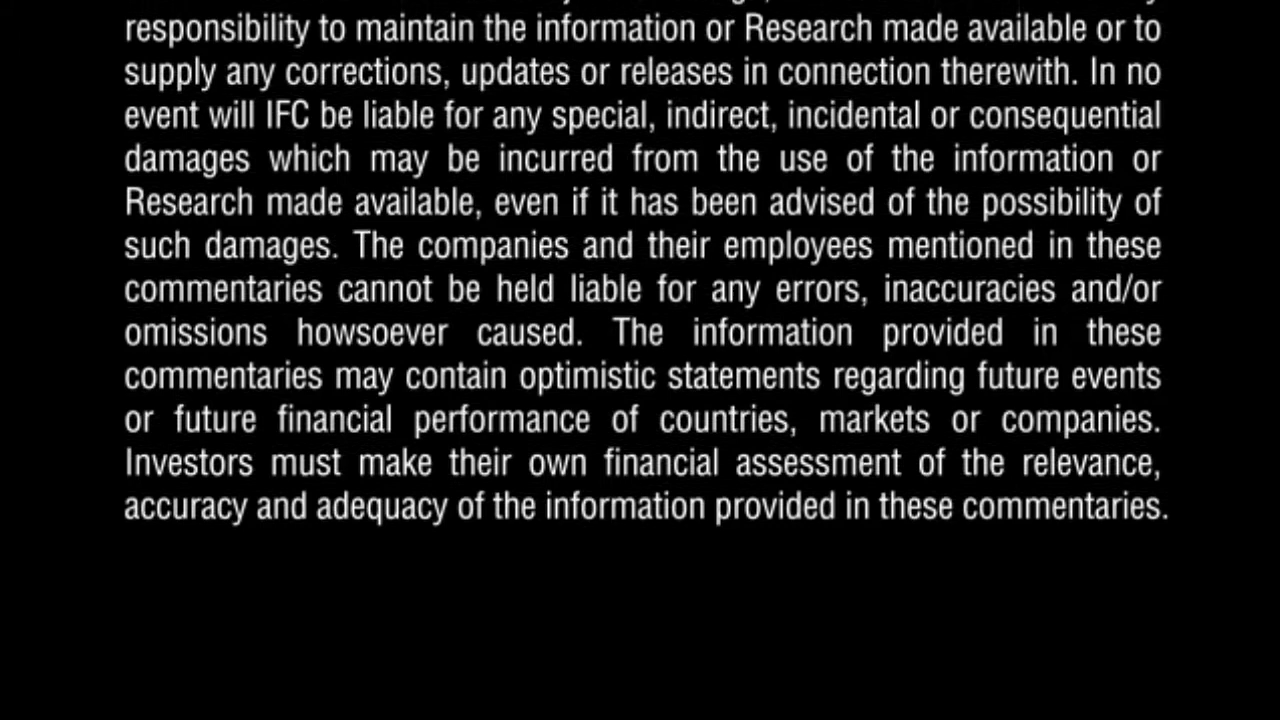 responsibility to maintain the information or Research made available or to
supply any corrections, updates or releases in connection therewith. In no
event will IFC be liable for any special, indirect, incidental or consequential
damages which may be incurred from the use of the information or
Research made available, even if it has been advised of the possibility of
such damages. The companies and their employees mentioned in these
commentaries cannot be held liable for any errors, inaccuracies and/or
omissions howsoever caused. The information provided in these
commentaries may contain optimistic statements regarding future events
or future financial performance of countries, markets or companies.
Investors must make their own financial assessment of the relevance,
accuracy and adequacy of the information provided in these commentaries.